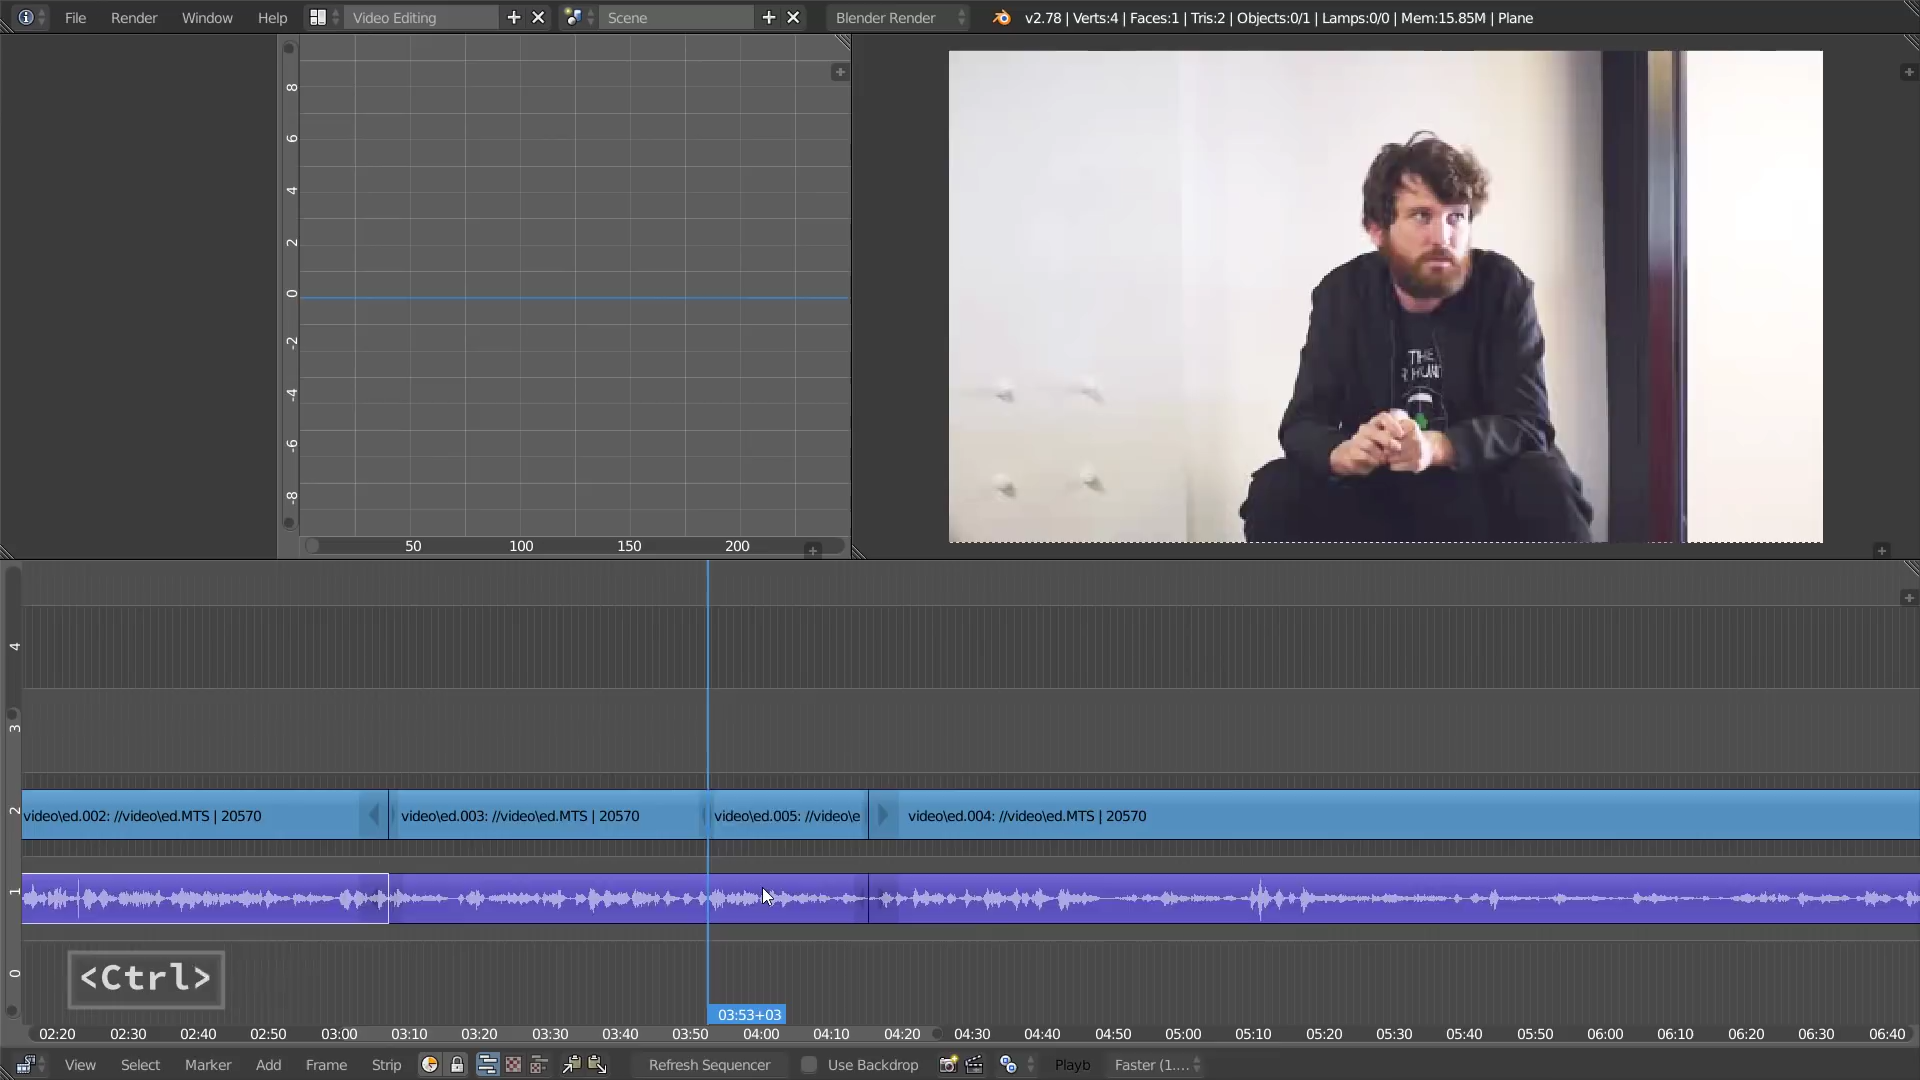 File Render Window Help Video Editing Scene Blender Render v2.78 | Verts:4 | Faces:1 | Tris:2 | Objects:0/1 | Lamps:0/0 | Mem:15.85M | Plane
8
6
4
2
0
-2
-4
-6
-8
50 100 150 200
THE
4
3
2
video\ed.002: //video\ed.MTS | 20570 video\ed.003: //video\ed.MTS | 20570 video\ed.005: //video\e video\ed.004: //video\ed.MTS | 20570
1
0
<Ctrl>
03:53+03
02:20 02:30 02:40 02:50 03:00 03:10 03:20 03:30 03:40 03:50 04:00 04:10 04:20 04:30 04:40 04:50 05:00 05:10 05:20 05:30 05:40 05:50 06:00 06:10 06:20 06:30 06:40
View Select Marker Add Frame Strip Refresh Sequencer Use Backdrop Playb Faster (1....